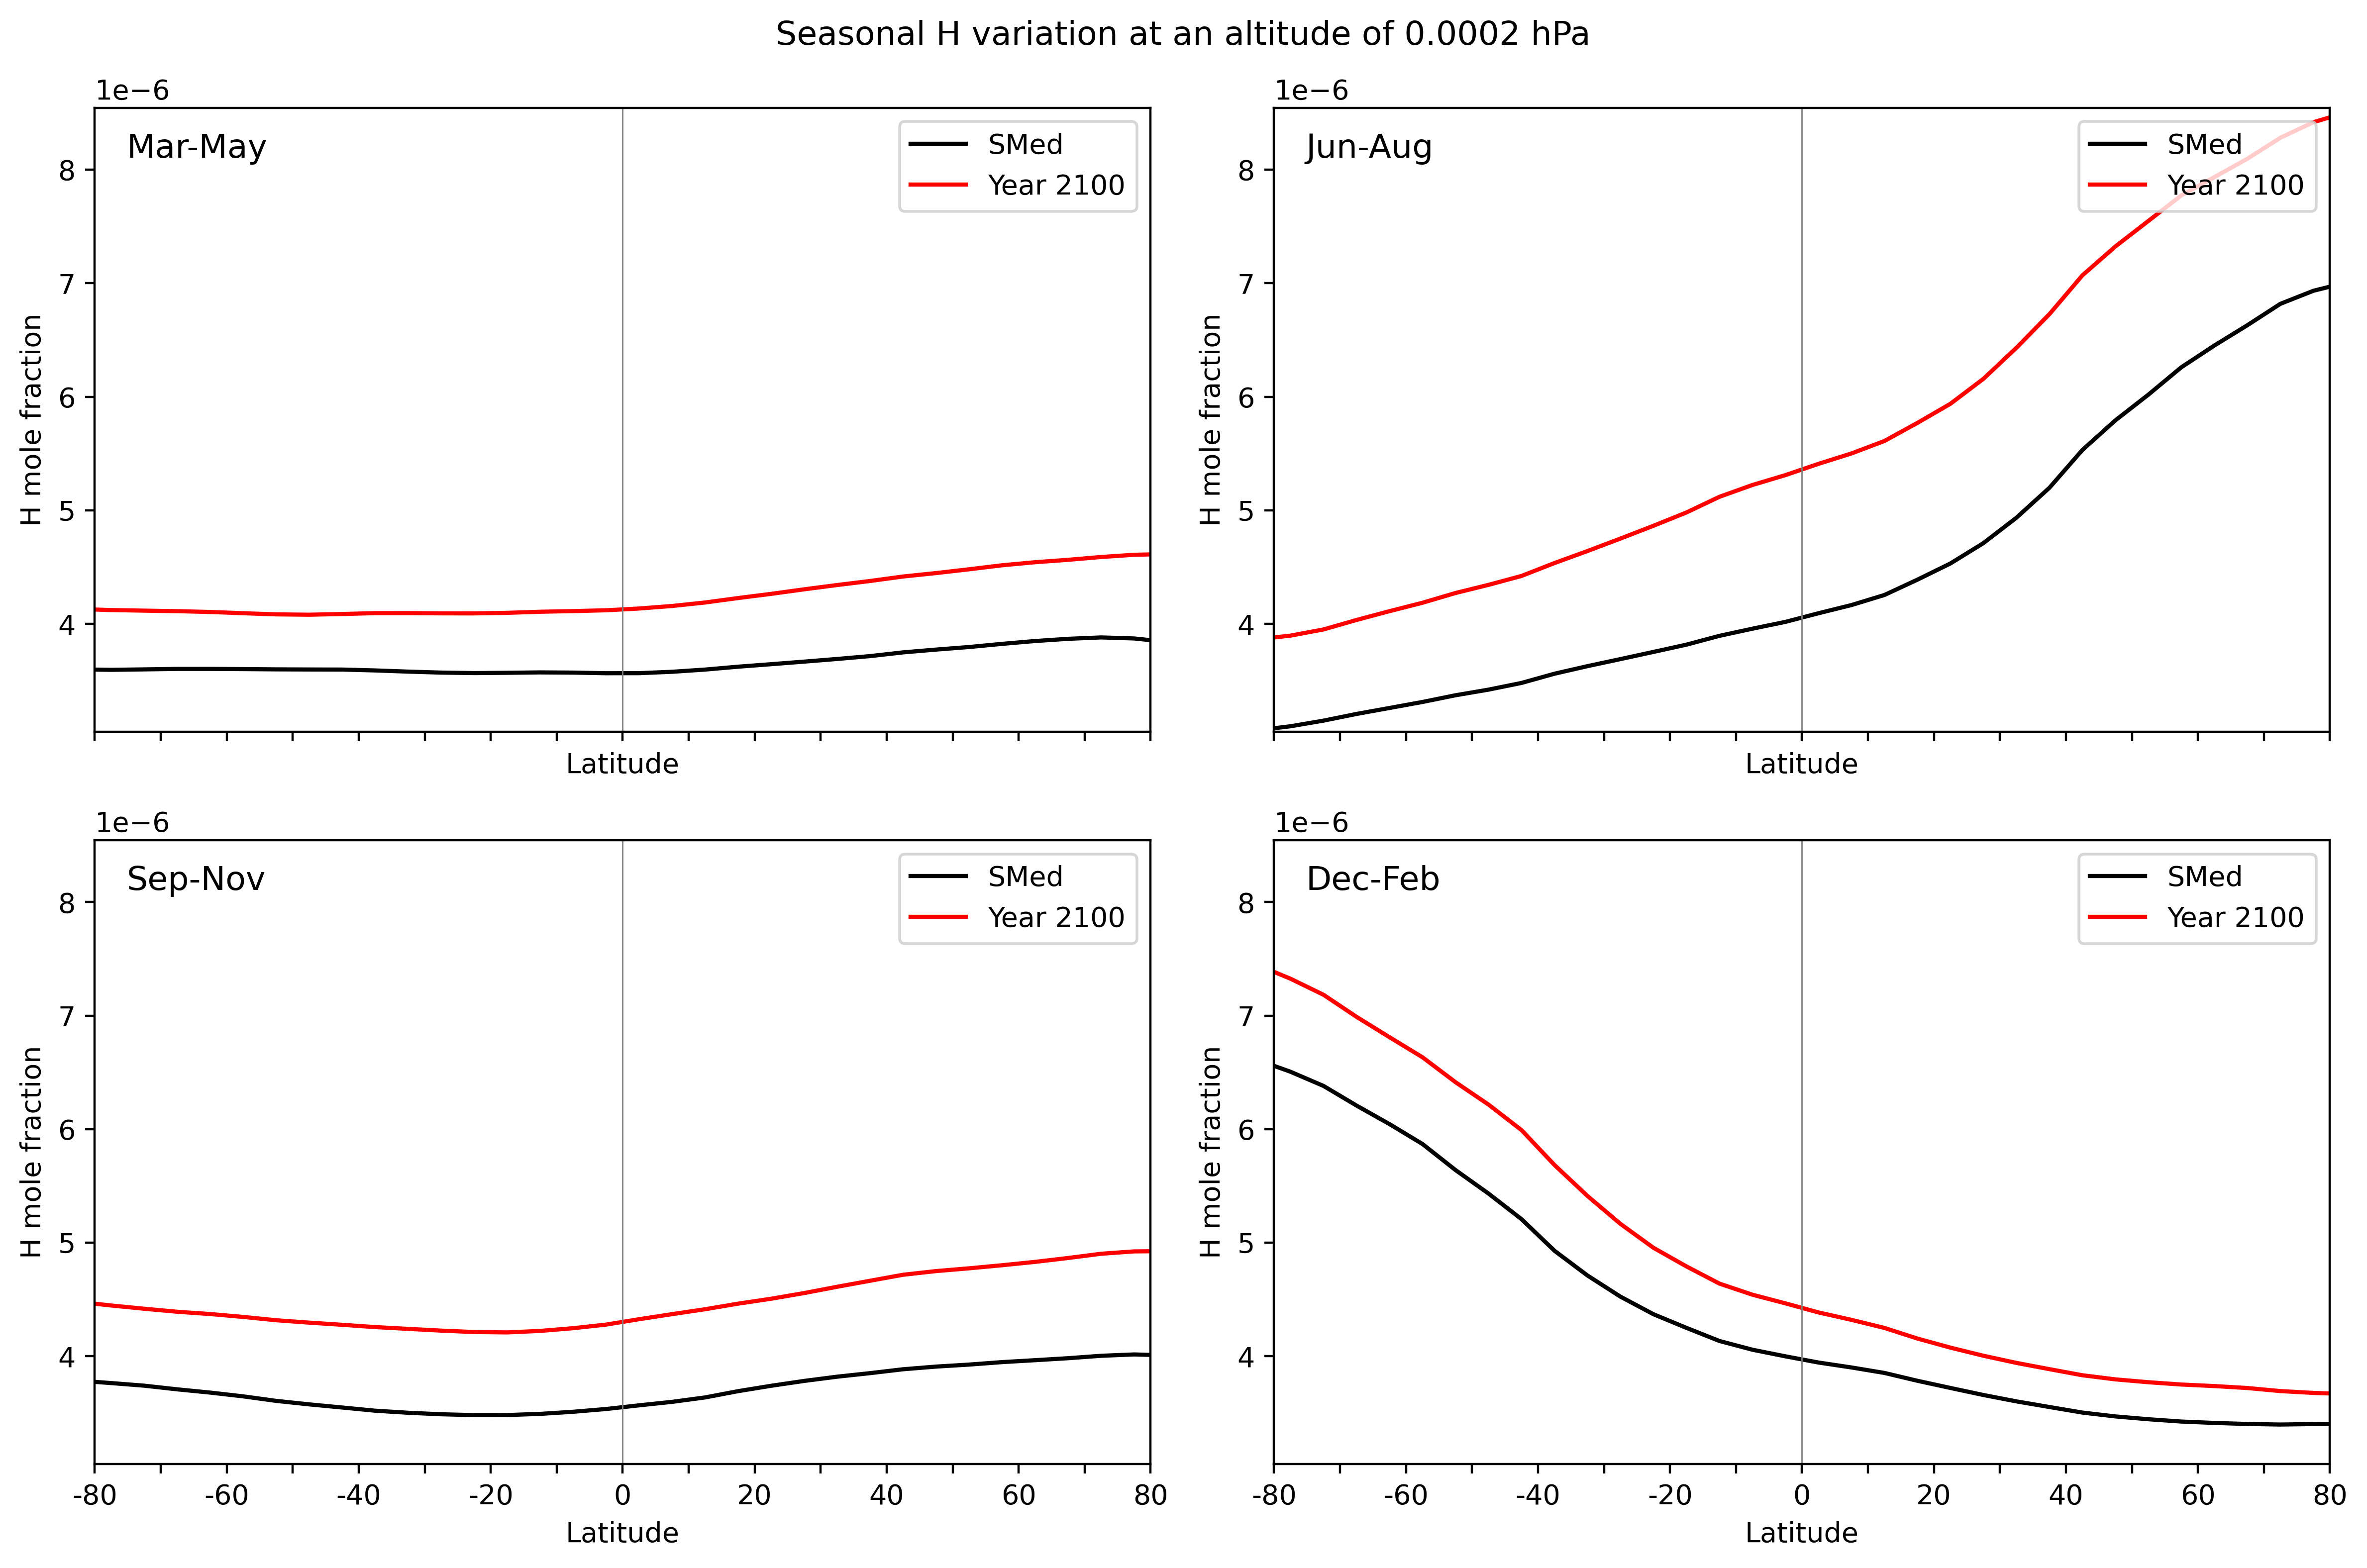 Seasonal H variation at an altitude of 0.0002 hPa
1e−6
Mar-May
SMed
Year 2100
8
7
6
5
4
H mole fraction
Latitude
1e−6
Jun-Aug
SMed
Year 2100
8
7
6
5
4
H mole fraction
Latitude
1e−6
Sep-Nov
SMed
Year 2100
8
7
6
5
4
H mole fraction
-80 -60 -40 -20 0 20 40 60 80
Latitude
1e−6
Dec-Feb
SMed
Year 2100
8
7
6
5
4
H mole fraction
-80 -60 -40 -20 0 20 40 60 80
Latitude